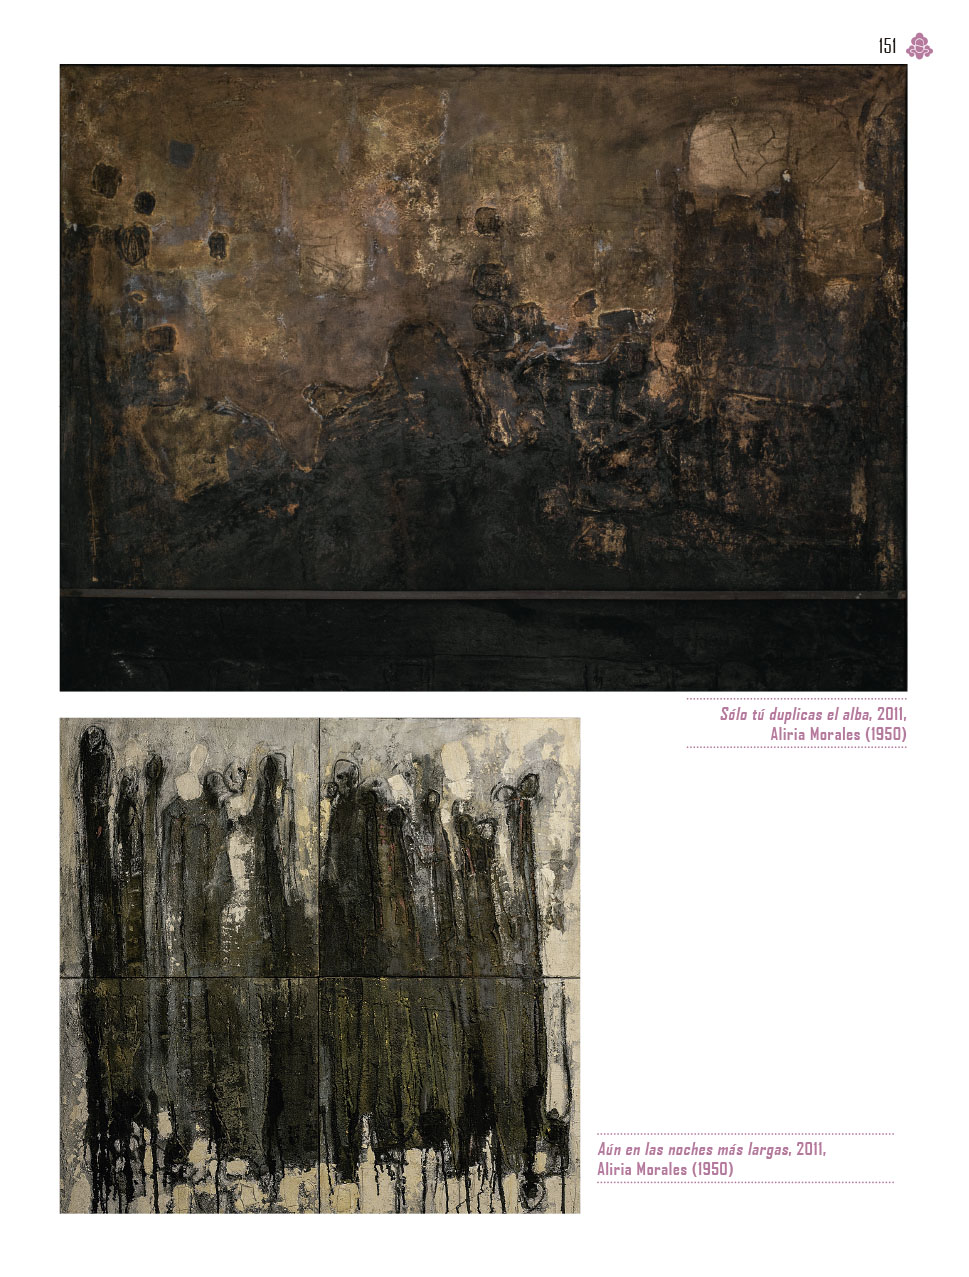 151
Sólo tú duplicas el alba, 2011,
Aliria Morales (1950)
Aún en las noches más largas, 2011,
Aliria Morales (1950)